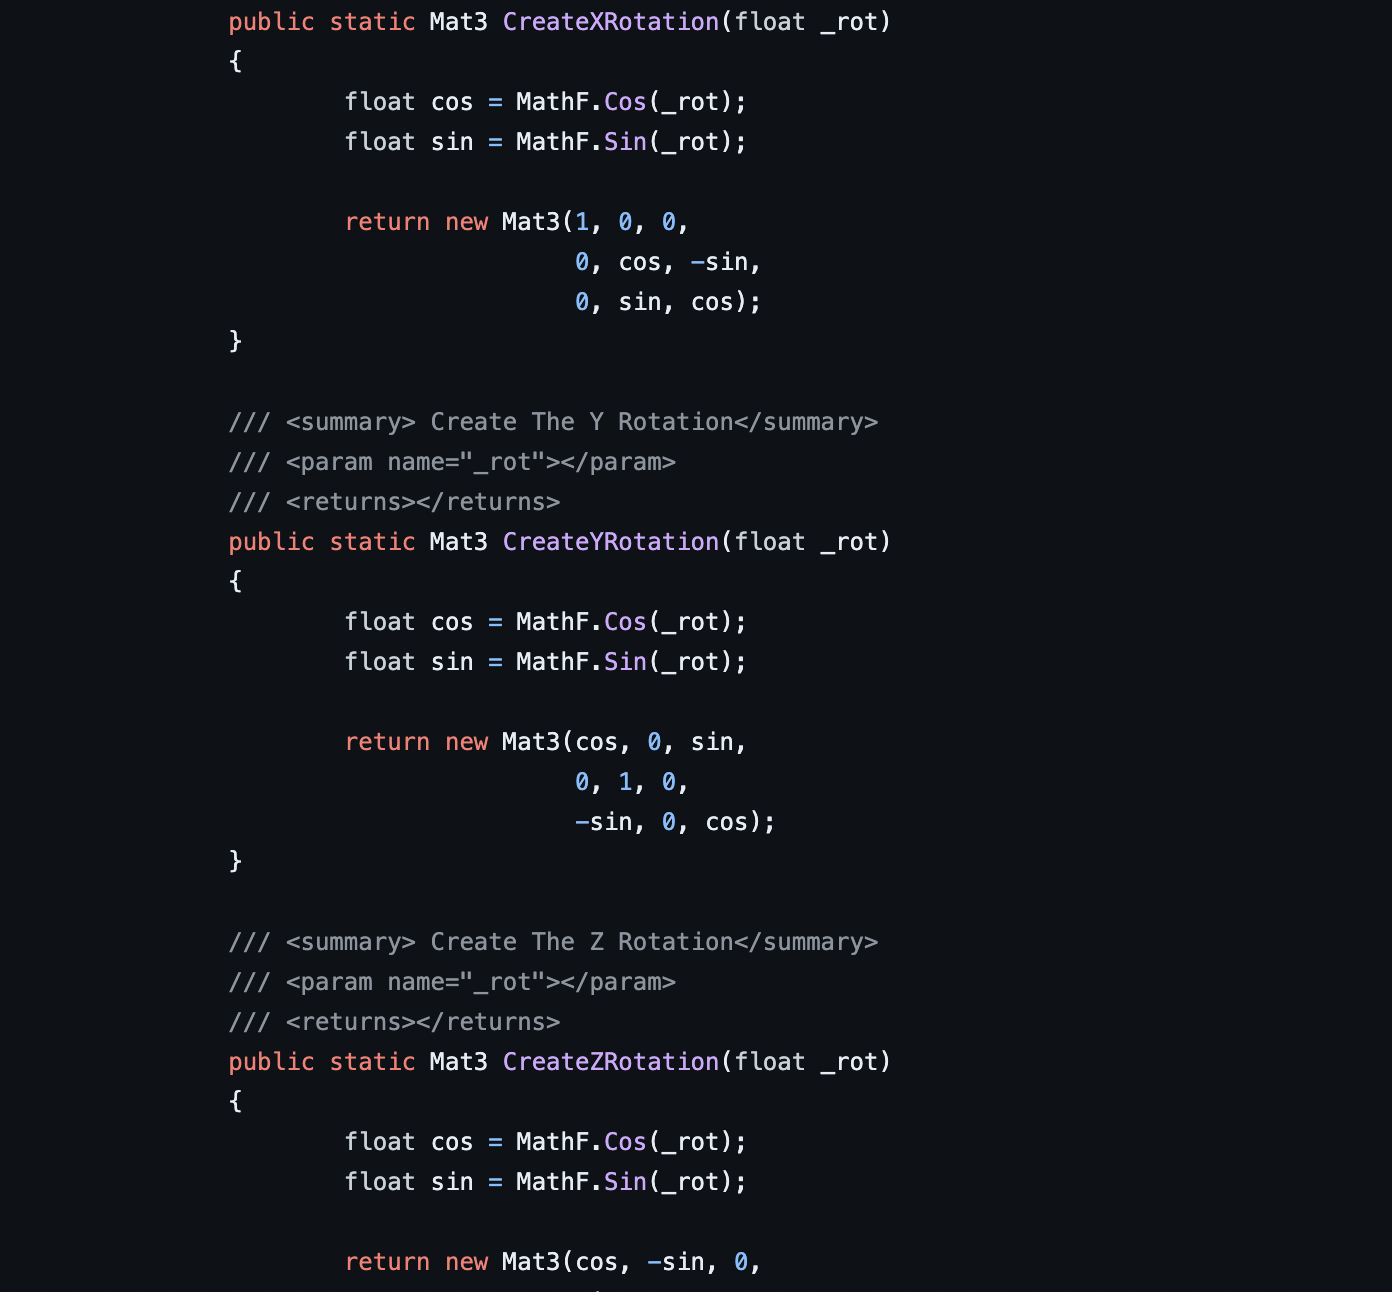 public static Mat3 CreateXRotation(float _rot)
{
float cos = MathF.Cos(_rot);
float sin = MathF.Sin(_rot);
return new Mat3(1, 0, 0,
0, cos, -sin,
0, sin, cos);
}
/// <summary> Create The Y Rotation</summary>
/// <param name="_rot"></param>
/// <returns></returns>
public static Mat3 CreateYRotation(float _rot)
{
float cos = MathF.Cos(_rot);
float sin = MathF.Sin(_rot);
return new Mat3(cos, 0, sin,
0, 1, 0,
-sin, 0, cos);
}
/// <summary> Create The Z Rotation</summary>
/// <param name="_rot"></param>
/// <returns></returns>
public static Mat3 CreateZRotation(float _rot)
{
float cos = MathF.Cos(_rot);
float sin = MathF.Sin(_rot);
return new Mat3(cos, -sin, 0,